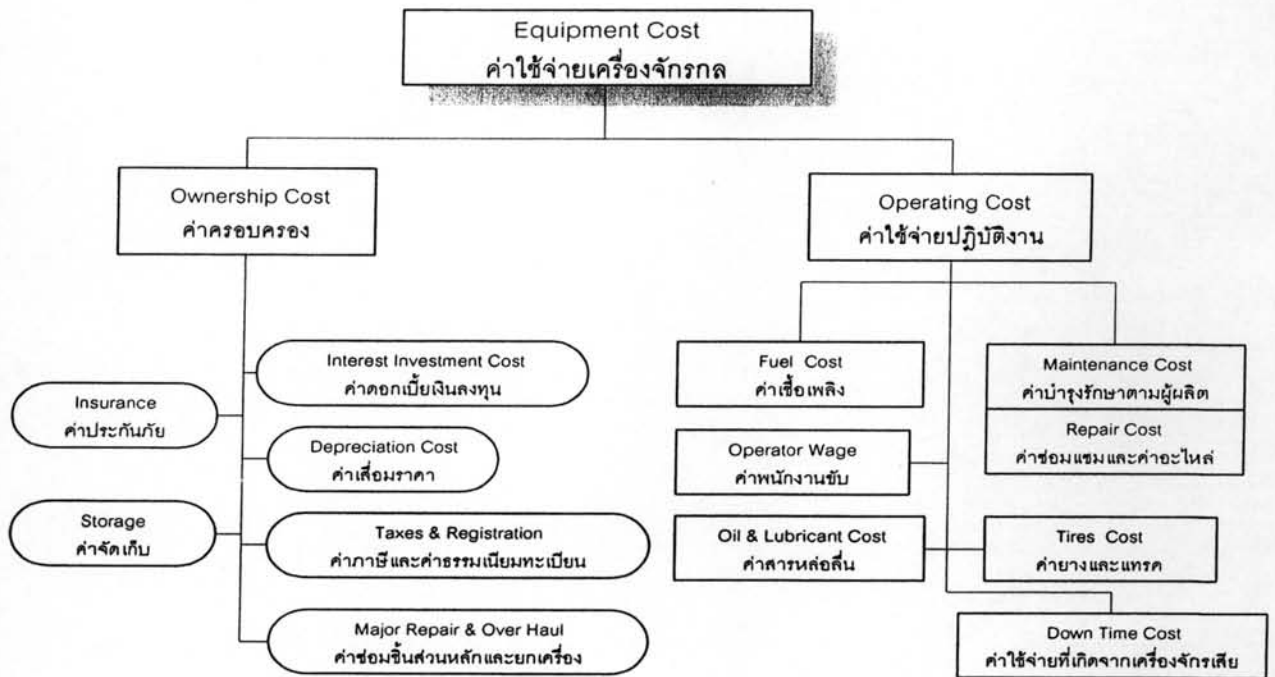 Equipment Cost
ค่าใช้จ่ายเครื่องจักรกล
Ownership Cost
ค่าครอบครอง
Operating Cost
ค่าใช้จ่ายปฏิบัติงาน
Interest Investment Cost
ค่าดอกเบี้ยเงินลงทุน
Insurance
ค่าประกันภัย
Depreciation Cost
ค่าเสื่อมราคา
Storage
ค่าจัดเก็บ
Taxes & Registration
ค่าภาษีและค่าธรรมเนียมทะเบียน
Major Repair & Over Haul
ค่าซ่อมชิ้นส่วนหลักและยกเครื่อง
Fuel Cost
ค่าเชื้อเพลิง
Maintenance Cost
ค่าบำรุงรักษาตามผู้ผลิต
Repair Cost
ค่าซ่อมแซมและค่าอะไหล่
Operator Wage
ค่าพนักงานขับ
Oil & Lubricant Cost
ค่าสารหล่อลื่น
Tires Cost
ค่ายางและแทรค
Down Time Cost
ค่าใช้จ่ายที่เกิดจากเครื่องจักรเสีย